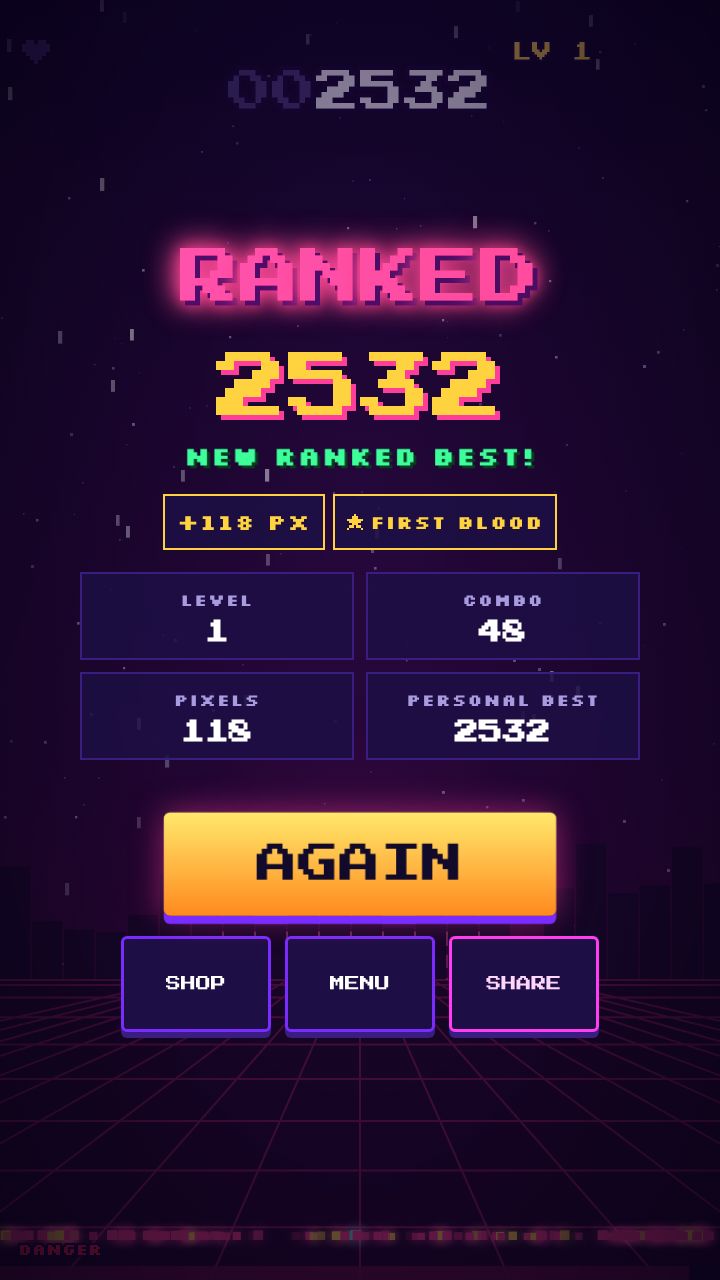 LV 1
002532
RANKED
2532
NEW RANKED BEST!
+118 PX
FIRST BLOOD
LEVEL
1
COMBO
48
PIXELS
118
PERSONAL BEST
2532
AGAIN
SHOP
MENU
SHARE
DANGER